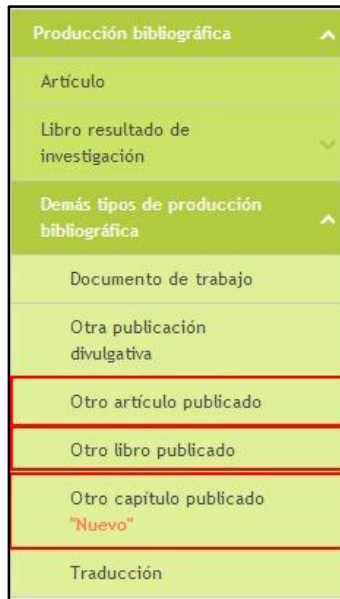 Producción bibliográfica
Artículo
Libro resultado de
investigación
Demás tipos de producción
bibliográfica
Documento de trabajo
Otra publicación
divulgativa
Otro artículo publicado
Otro libro publicado
Otro capítulo publicado
"Nuevo"
Traducción